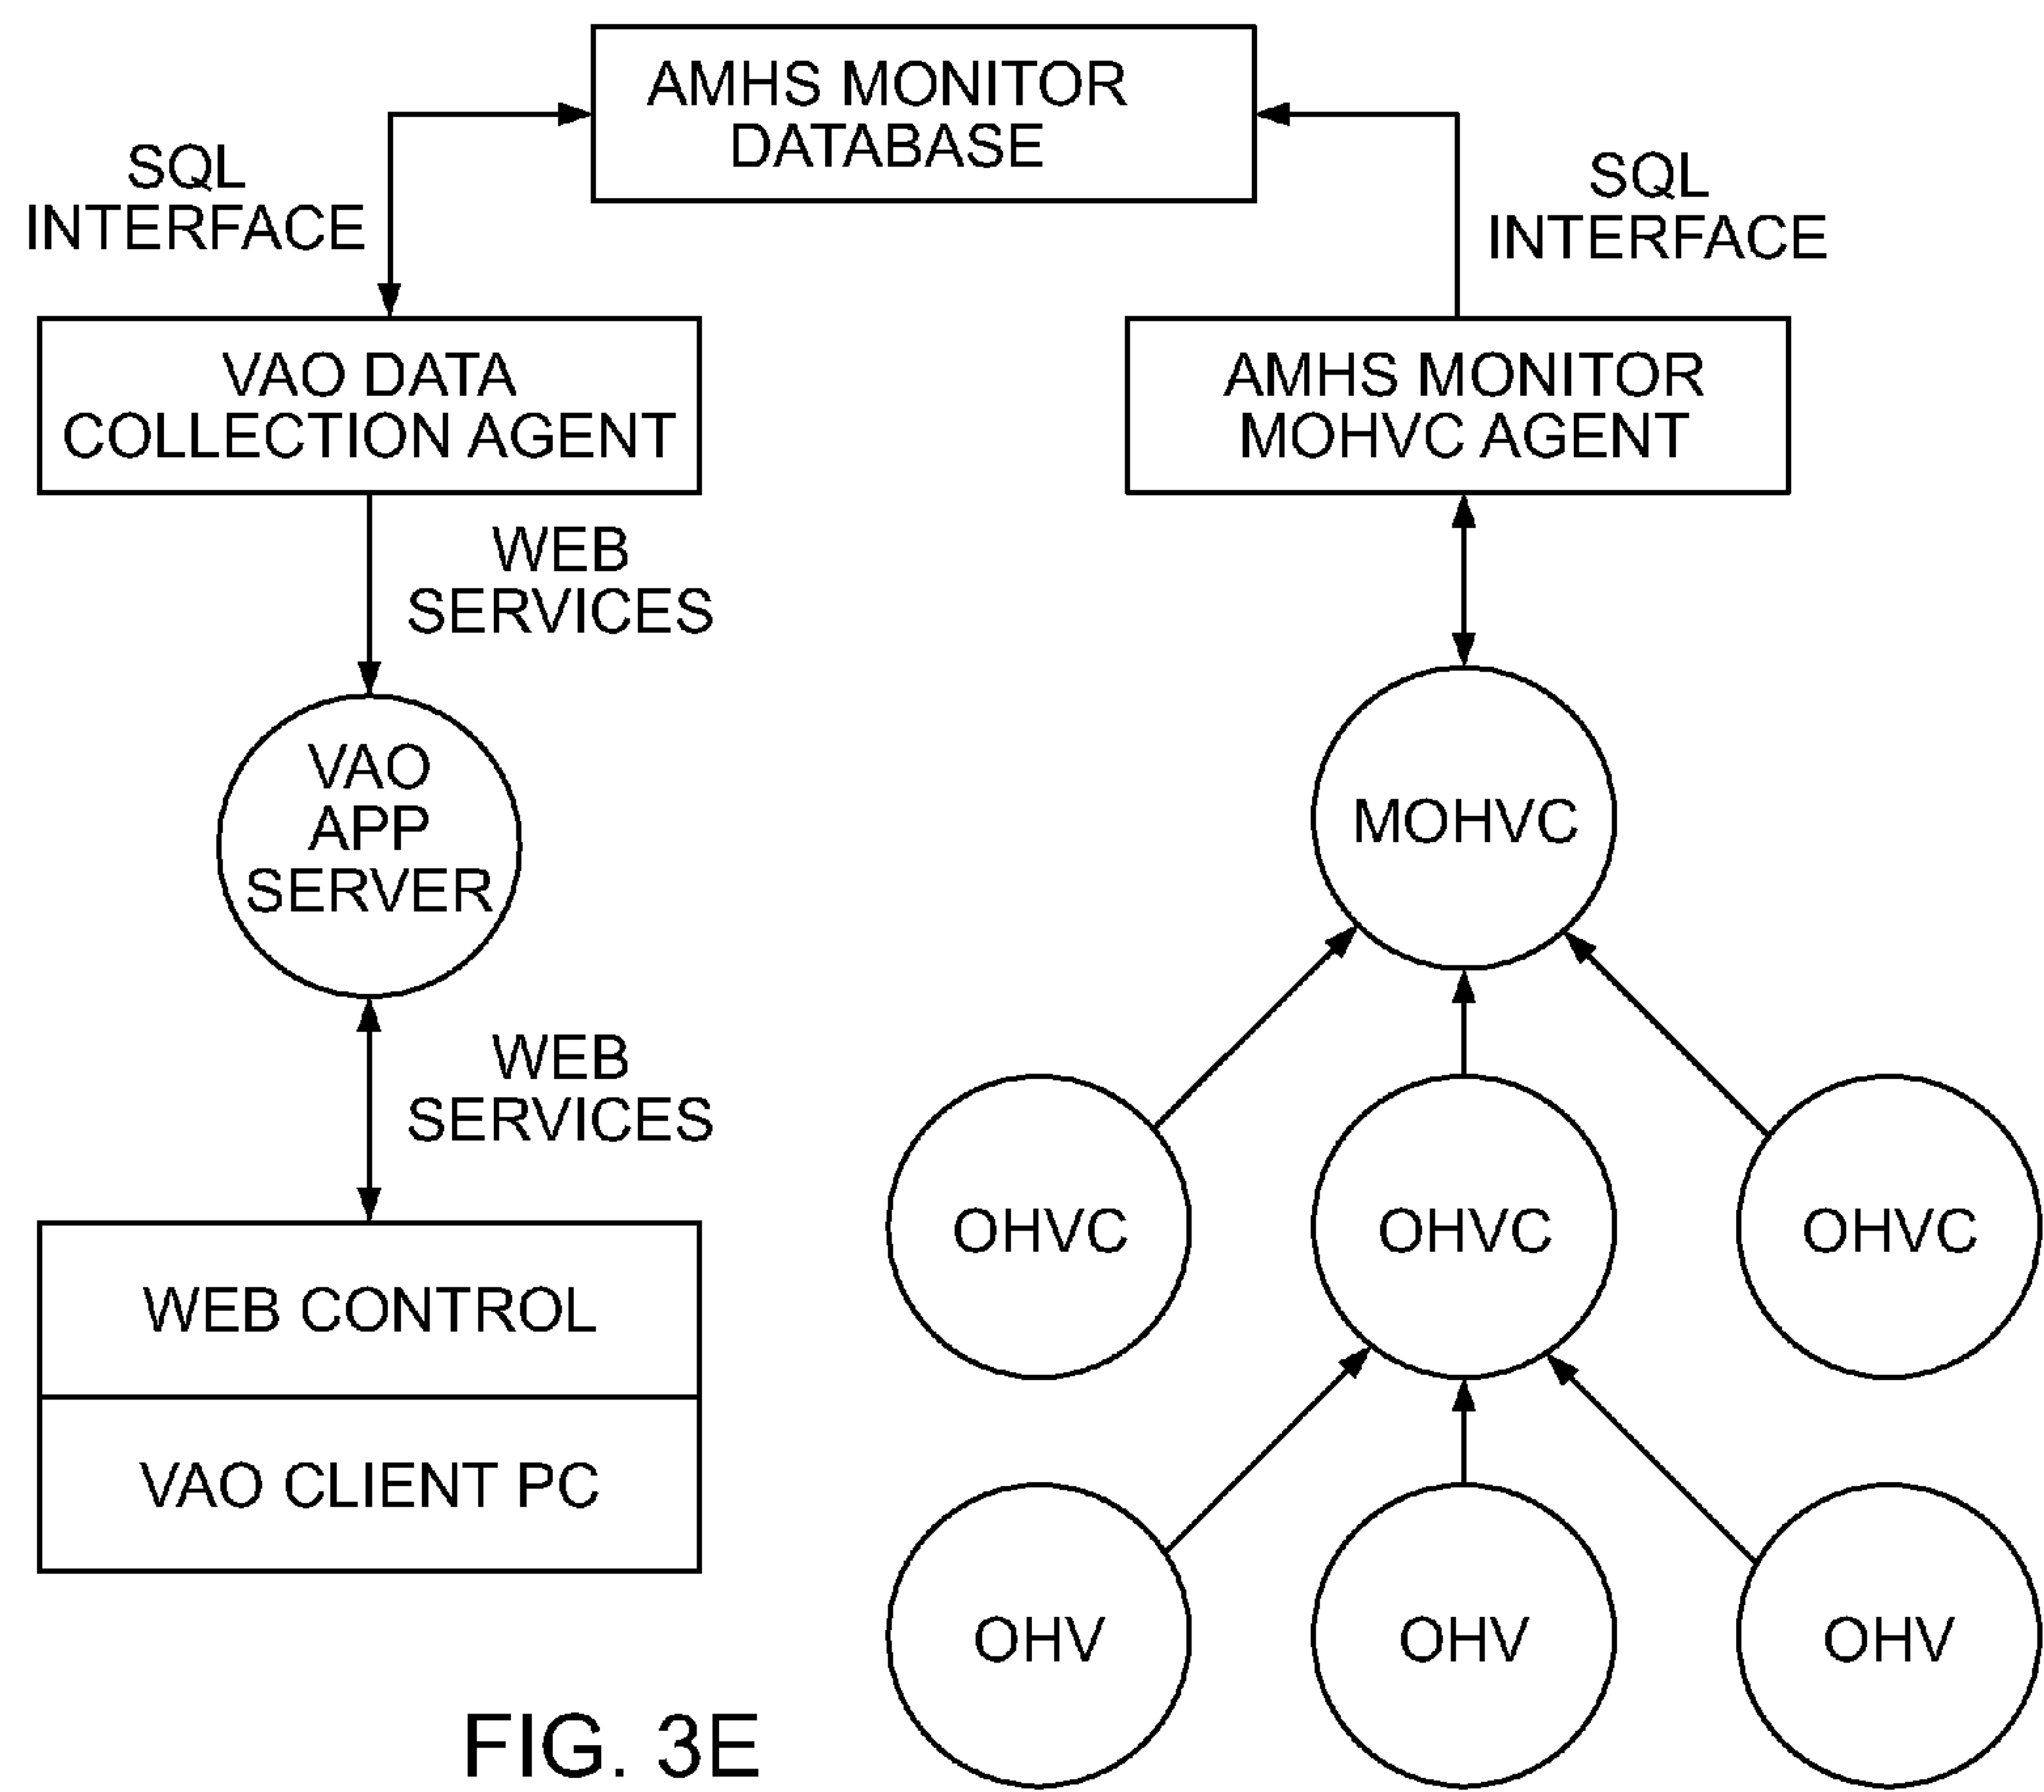 AMHS MONITOR
DATABASE
SQL
INTERFACE
SQL
INTERFACE
VAO DATA
COLLECTION AGENT
AMHS MONITOR
MOHVC AGENT
WEB
SERVICES
VAO
APP
SERVER
MOHVC
WEB
SERVICES
OHVC
OHVC
OHVC
WEB CONTROL
VAO CLIENT PC
OHV
OHV
OHV
FIG. 3E